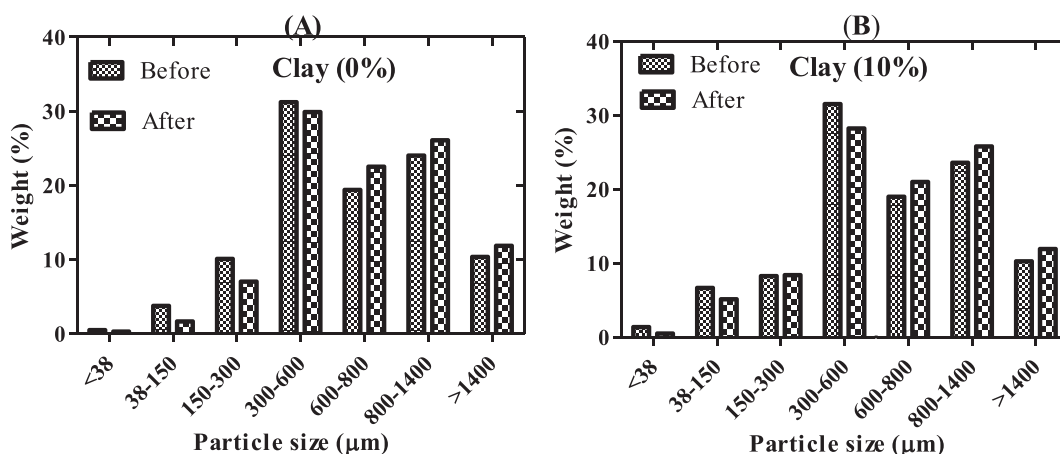 (A)
Clay (0%)
Before
After
Weight (%)
40
30
20
10
0
<38
38-150
150-300
300-600
600-800
800-1400
>1400
Particle size (μm)
(B)
Clay (10%)
Before
After
Weight (%)
40
30
20
10
0
<38
38-150
150-300
300-600
600-800
800-1400
>1400
Particle size (μm)